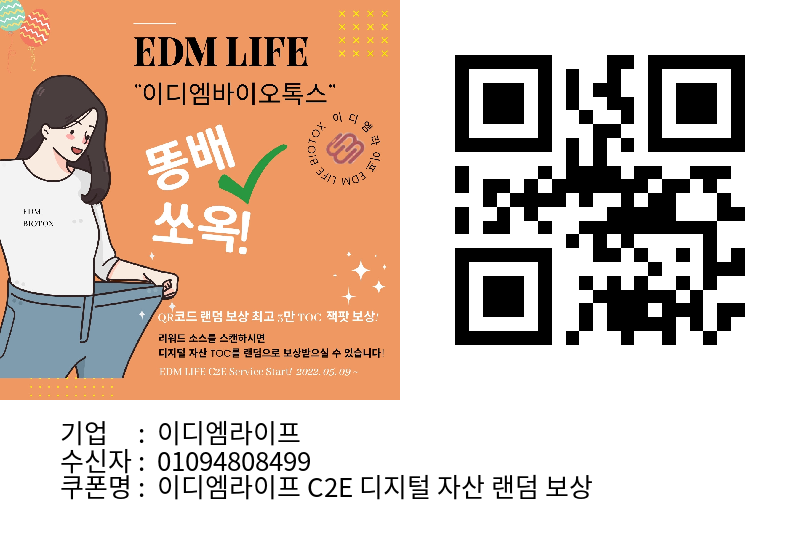 EDM LIFE
"이디엠바이오톡스"
똥배
쏘옥!
이디엠라이프 EDM LIFE BIOTOX
EDM
BIOTOX
QR코드 랜덤 보상 최고 5만 TOC 잭팟 보상!
리워드 소스를 스캔하시면
디지털 자산 TOC를 랜덤으로 보상받으실 수 있습니다!
EDM LIFE C2E Service Start! 2022. 05. 09 ~
기업 : 이디엠라이프
수신자 : 01094808499
쿠폰명 : 이디엠라이프 C2E 디지털 자산 랜덤 보상